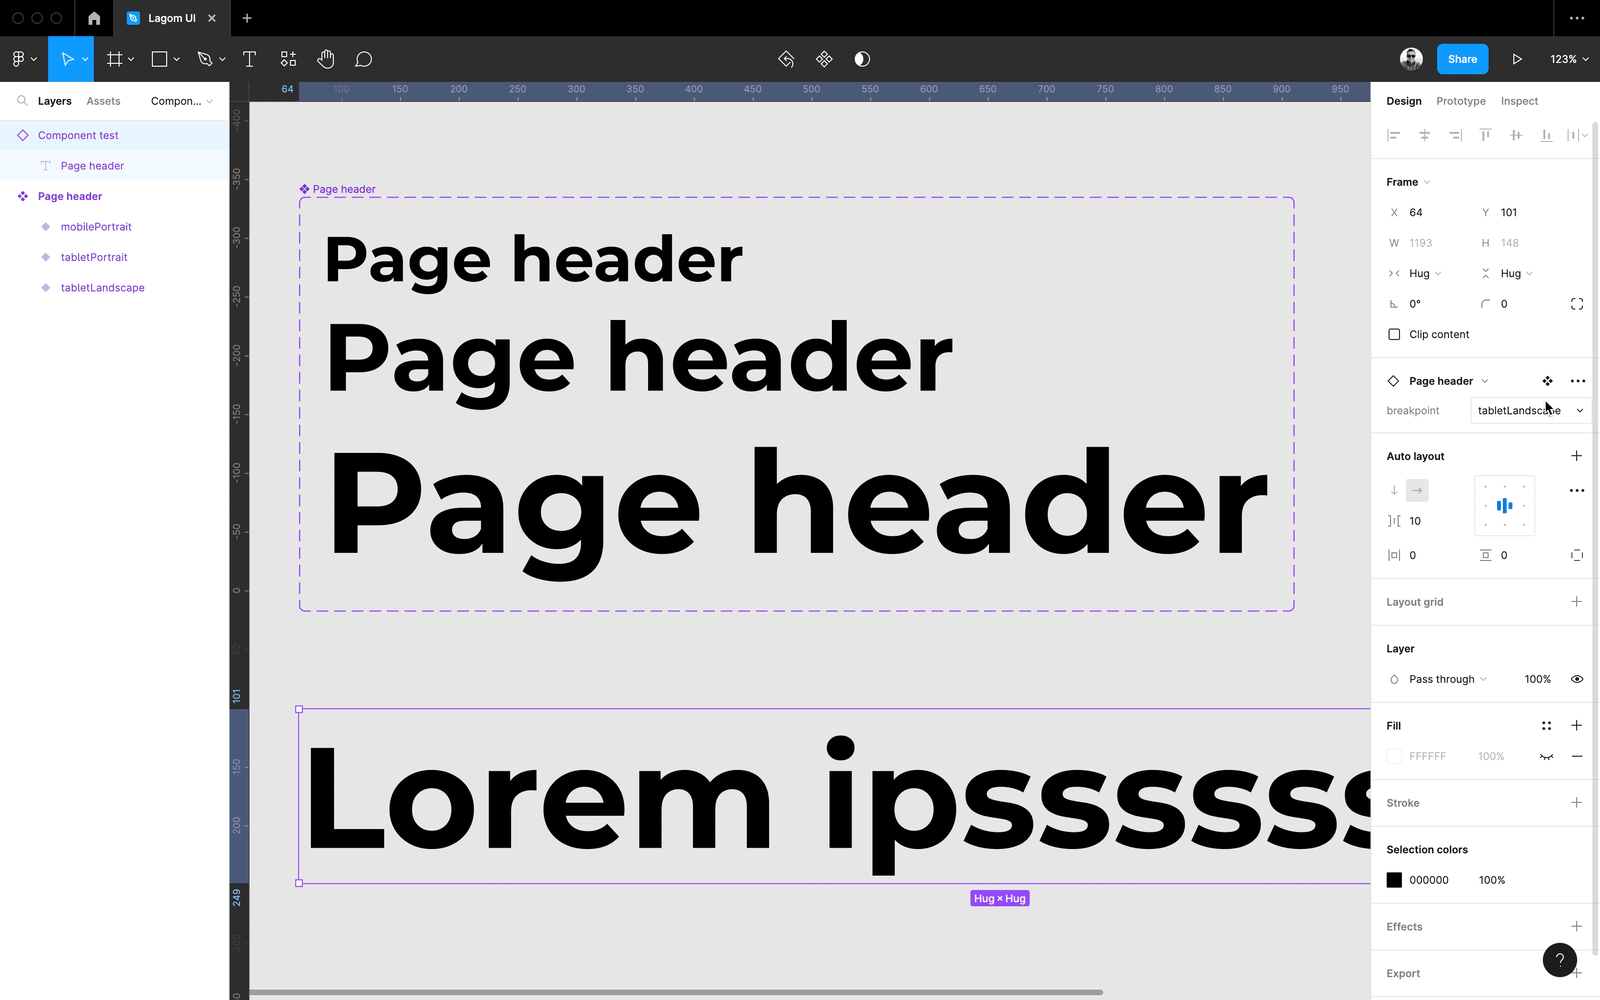 Lagom UI
Share
123%
Layers Assets Compon...
Component test
Page header
Page header
mobilePortrait
tabletPortrait
tabletLandscape
64 100 150 200 250 300 350 400 450 500 550 600 650 700 750 800 850 900 950
-400
-350
-300
-250
-200
-150
-100
-50
0
50
101
150
200
249
Page header
Page header
Page header
Page header
Lorem ipssssss
Hug × Hug
Design Prototype Inspect
Frame
X 64 Y 101
W 1193 H 148
Hug Hug
0° 0
Clip content
Page header
breakpoint tabletLandscape
Auto layout
10
0 0
Layout grid
Layer
Pass through 100%
Fill
FFFFFF 100%
Stroke
Selection colors
000000 100%
Effects
Export
?